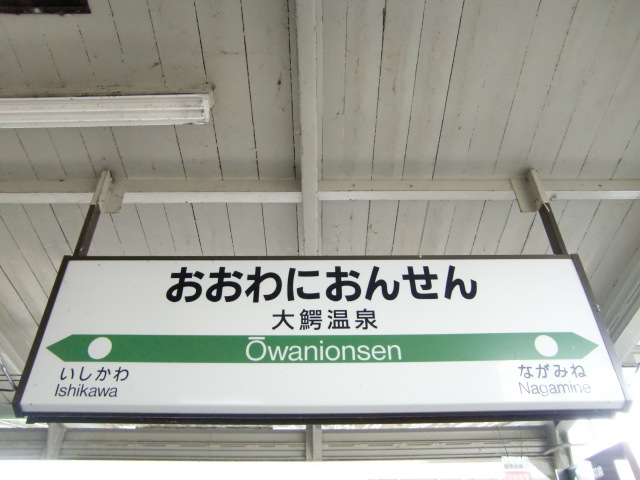 おおわにおんせん
大鰐温泉
Ōwanionsen
いしかわ
Ishikawa
ながみね
Nagamine